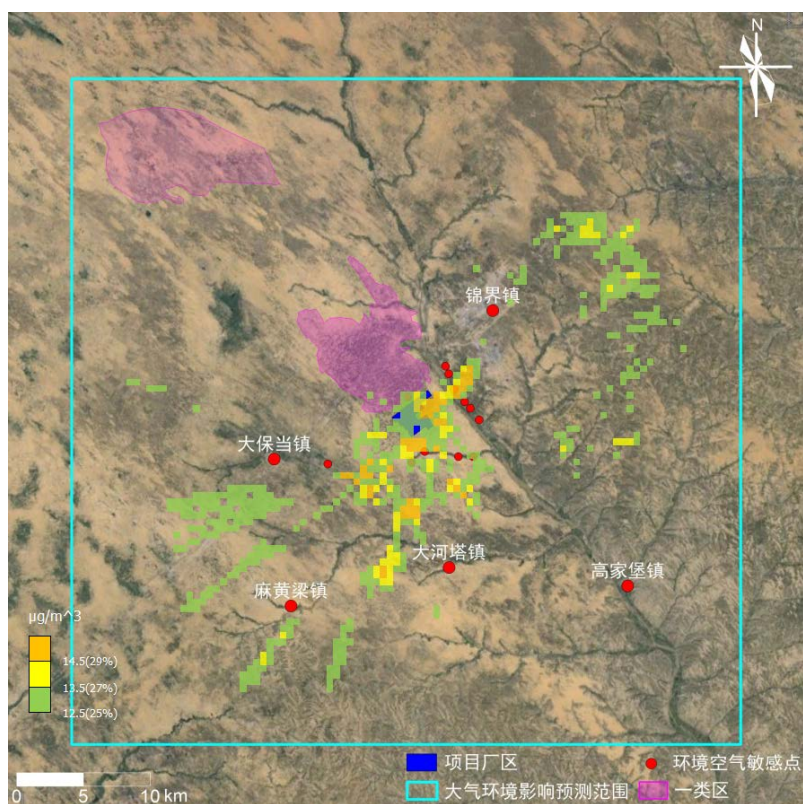 N
锦界镇
大保当镇
大河塔镇
高家堡镇
麻黄梁镇
μg/m^3
14.5(29%)
13.5(27%)
12.5(25%)
项目厂区
环境空气敏感点
大气环境影响预测范围
一类区
0 5 10 km